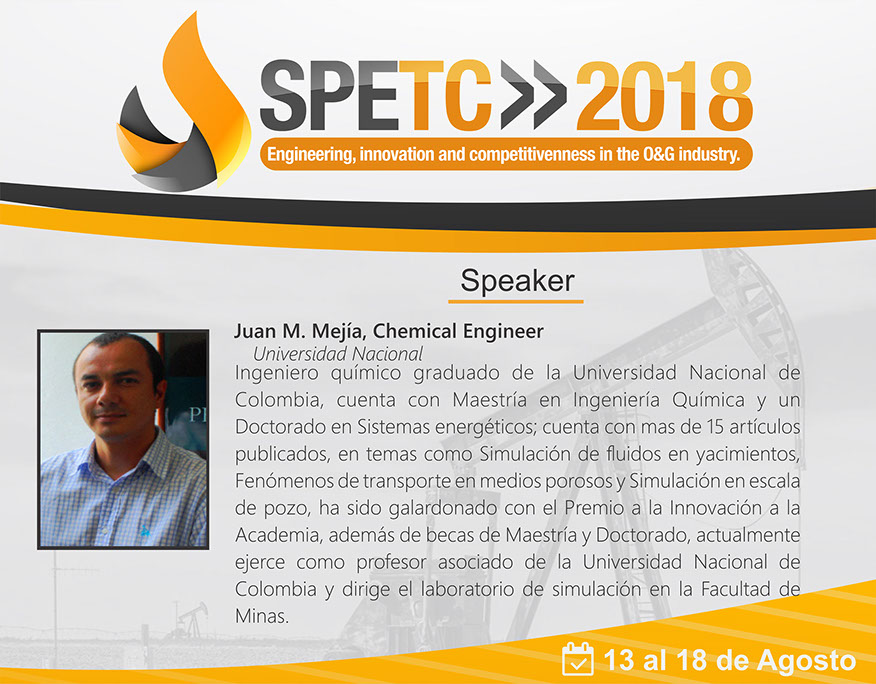 SPETC>>2018
Engineering, innovation and competitivenness in the O&G industry.
Speaker
Juan M. Mejía, Chemical Engineer
Universidad Nacional
Ingeniero químico graduado de la Universidad Nacional de
Colombia, cuenta con Maestría en Ingeniería Química y un
Doctorado en Sistemas energéticos; cuenta con mas de 15 artículos
publicados, en temas como Simulación de fluidos en yacimientos,
Fenómenos de transporte en medios porosos y Simulación en escala
de pozo, ha sido galardonado con el Premio a la Innovación a la
Academia, además de becas de Maestría y Doctorado, actualmente
ejerce como profesor asociado de la Universidad Nacional de
Colombia y dirige el laboratorio de simulación en la Facultad de
Minas.
13 al 18 de Agosto